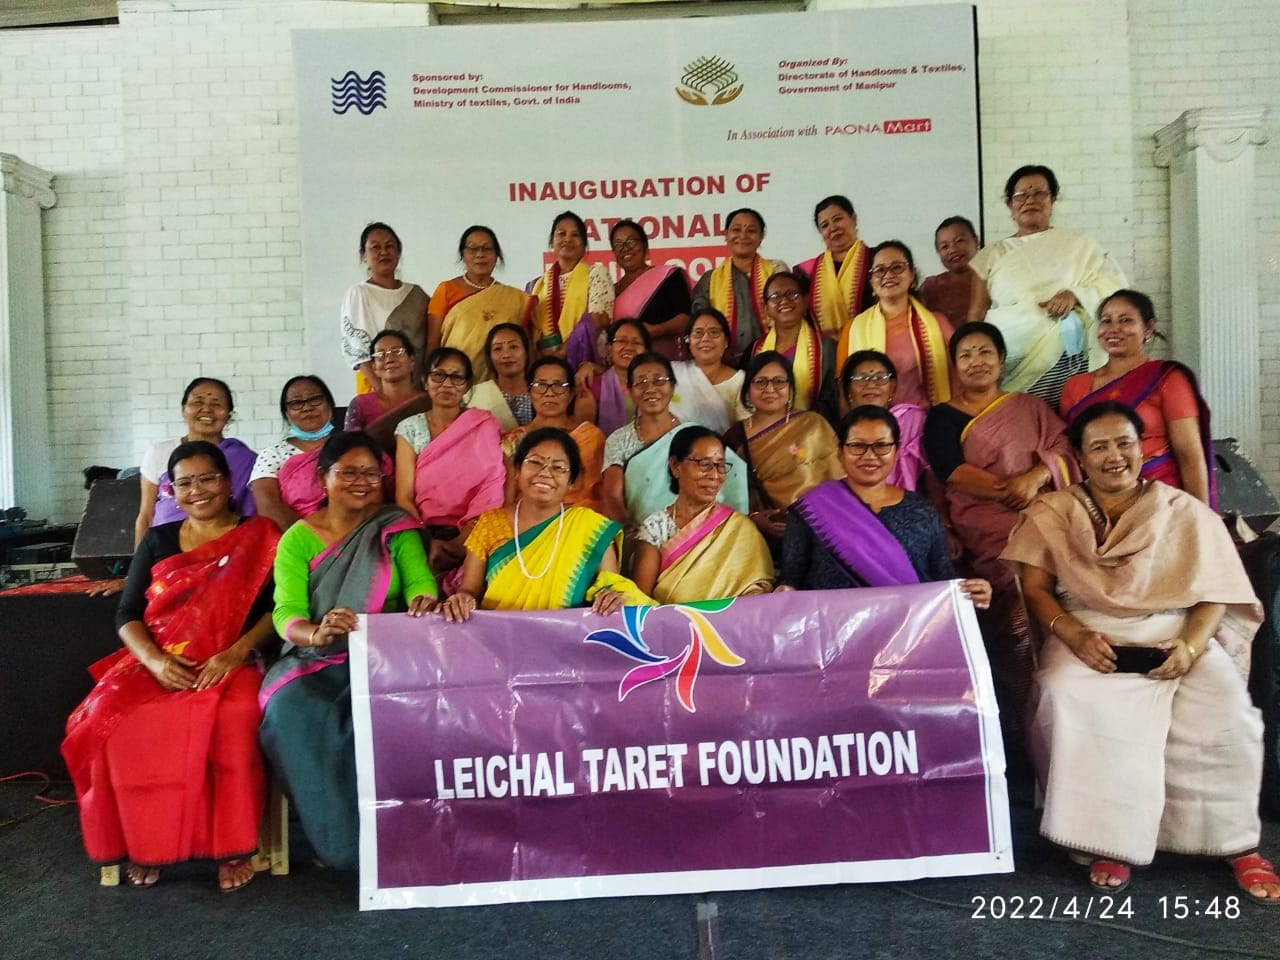 Sponsored by:
Development Commissioner for Handlooms,
Ministry of textiles, Govt. of India
Organized By:
Directorate of Handlooms & Textiles,
Government of Manipur
In Association with PAONA Mart
INAUGURATION OF
ATIONAL
LEICHAL TARET FOUNDATION
2022/4/24 15:48